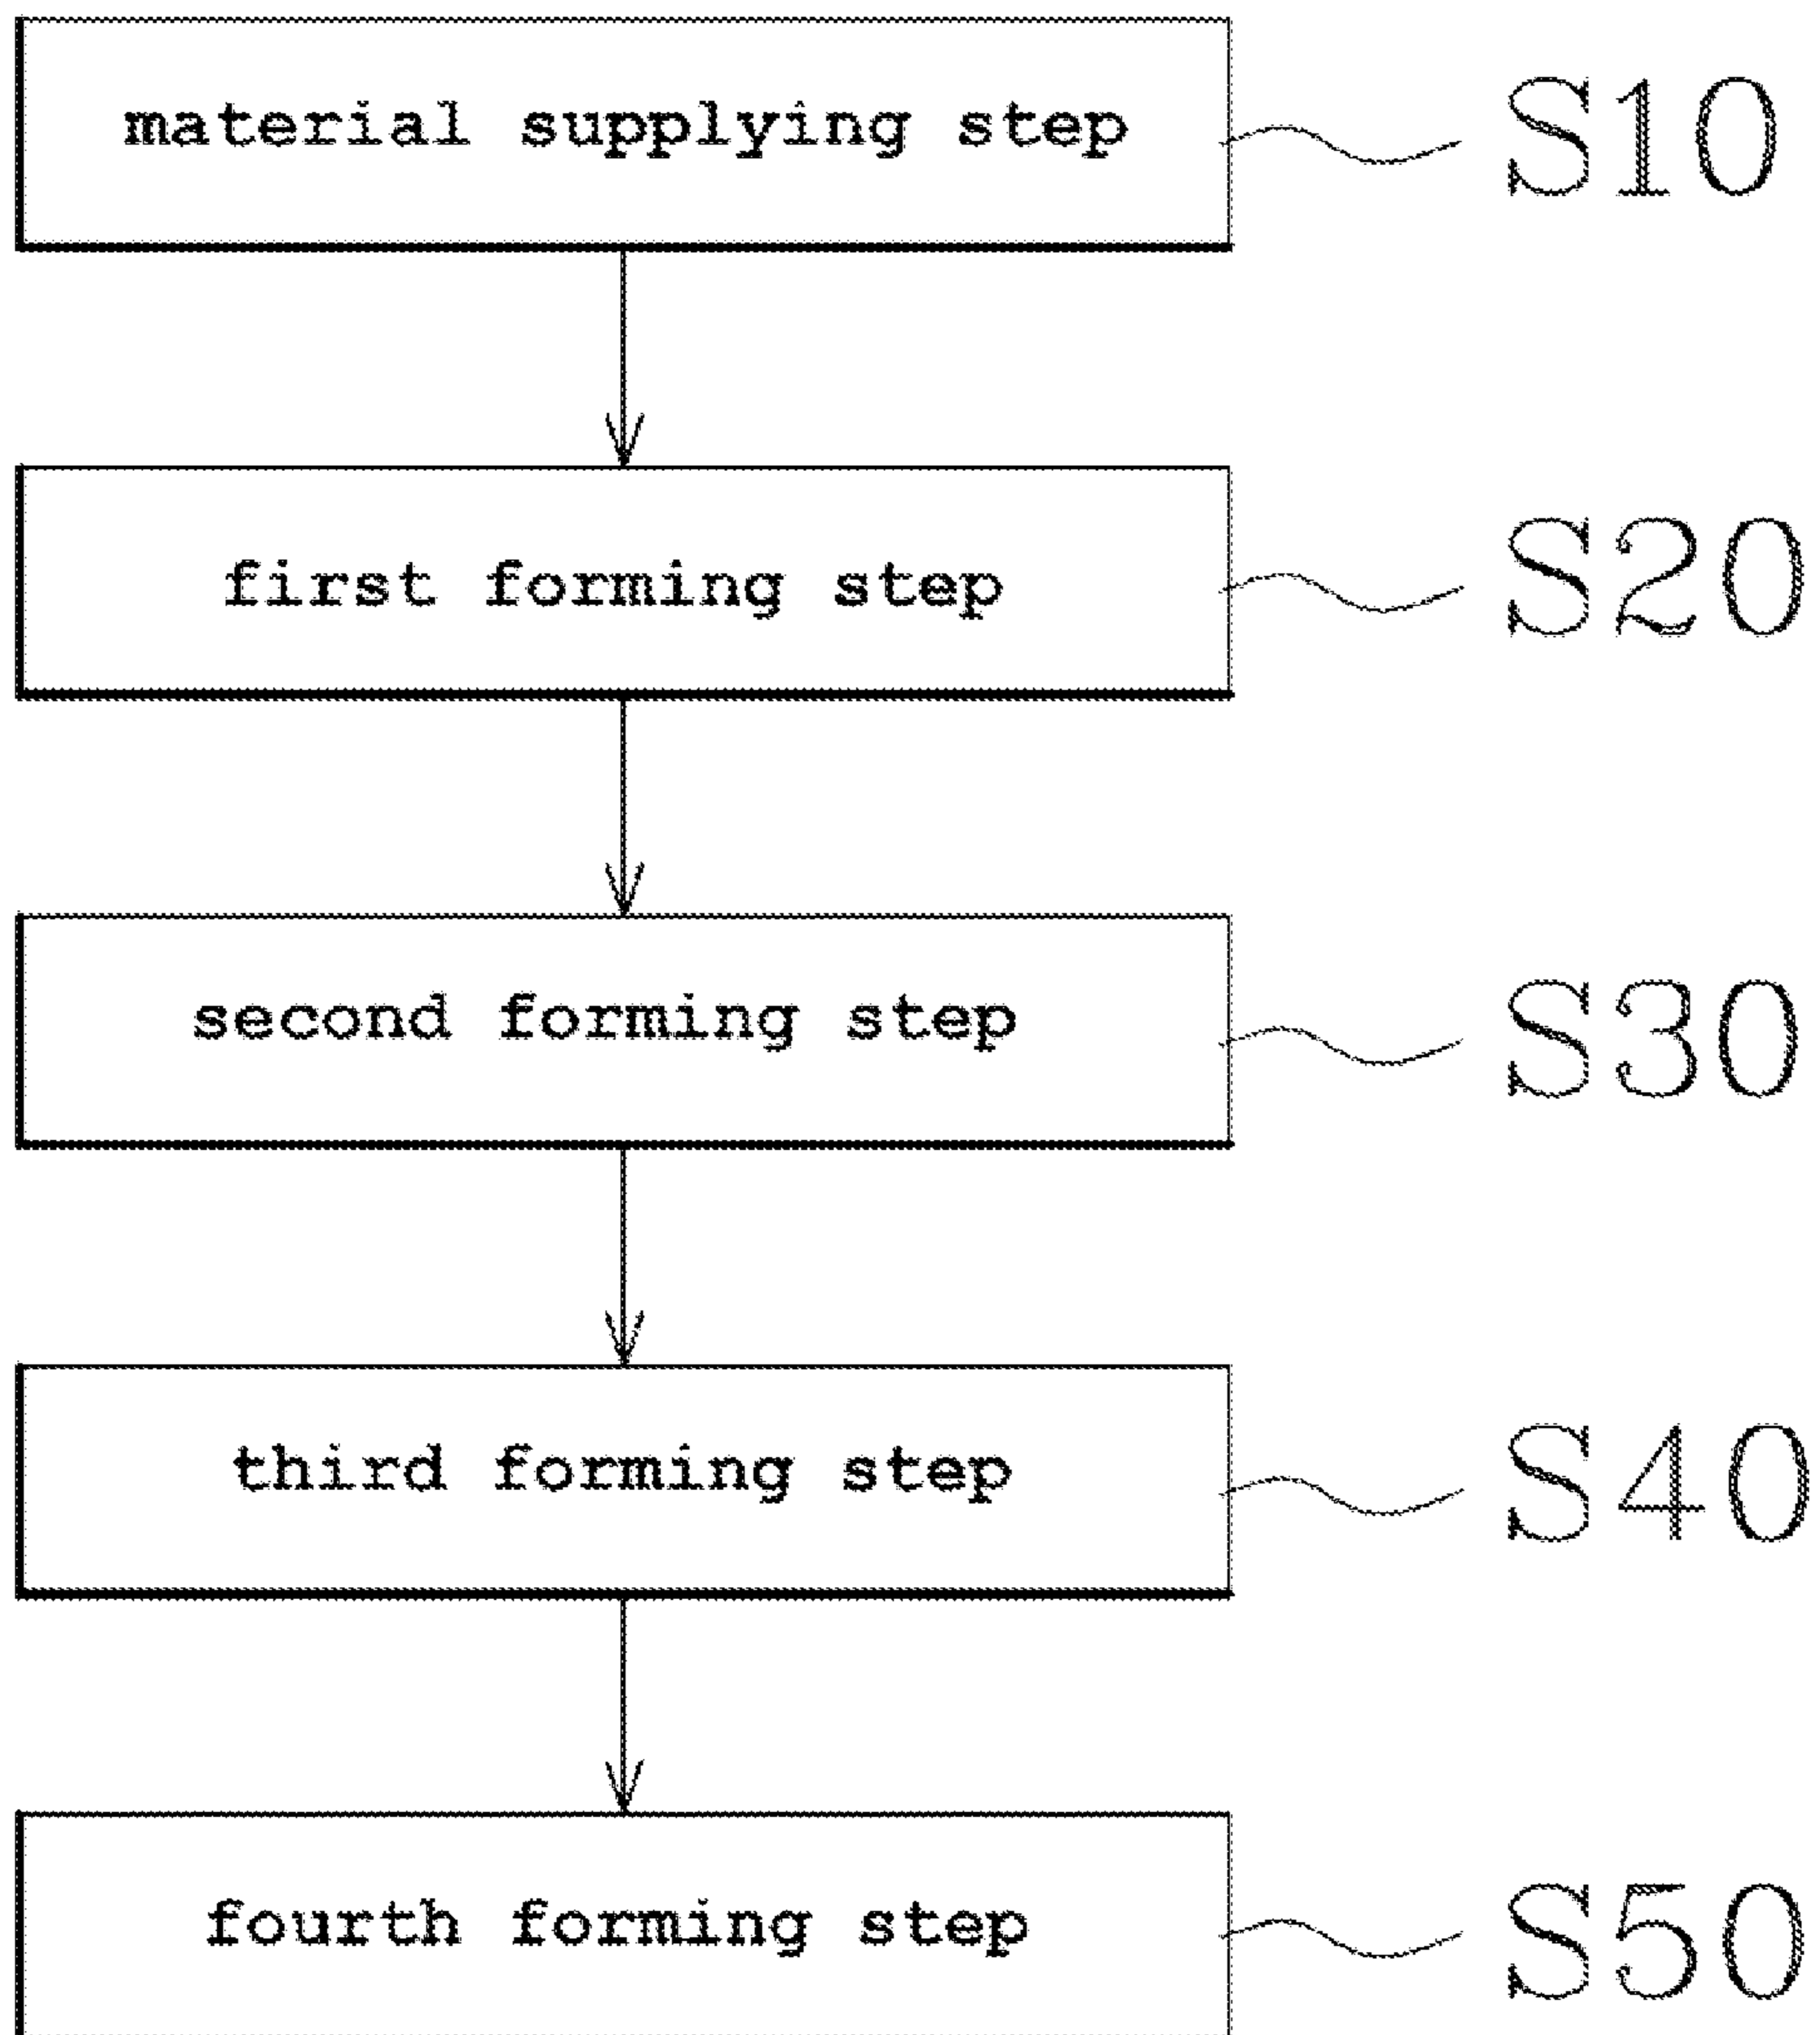 material supplying step S10
first forming step S20
second forming step S30
third forming step S40
fourth forming step S50